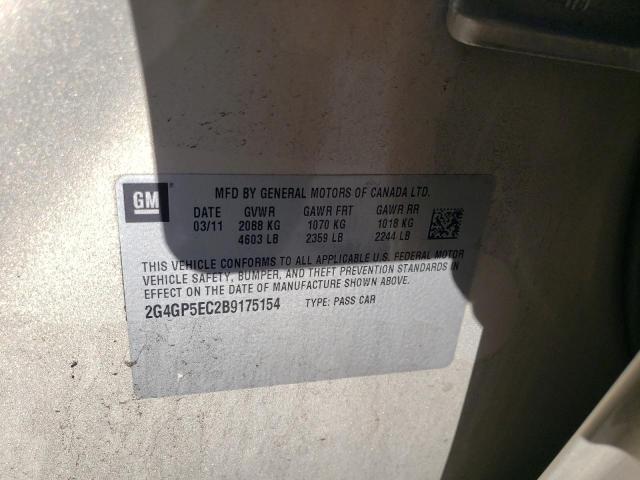 GM ®
MFD BY GENERAL MOTORS OF CANADA LTD.
DATE GVWR GAWR FRT GAWR RR
03/11 2088 KG 1070 KG 1018 KG
4603 LB 2359 LB 2244 LB
THIS VEHICLE CONFORMS TO ALL APPLICABLE U.S. FEDERAL MOTOR
VEHICLE SAFETY, BUMPER, AND THEFT PREVENTION STANDARDS IN
EFFECT ON THE DATE OF MANUFACTURE SHOWN ABOVE.
2G4GP5EC2B9175154 TYPE: PASS CAR